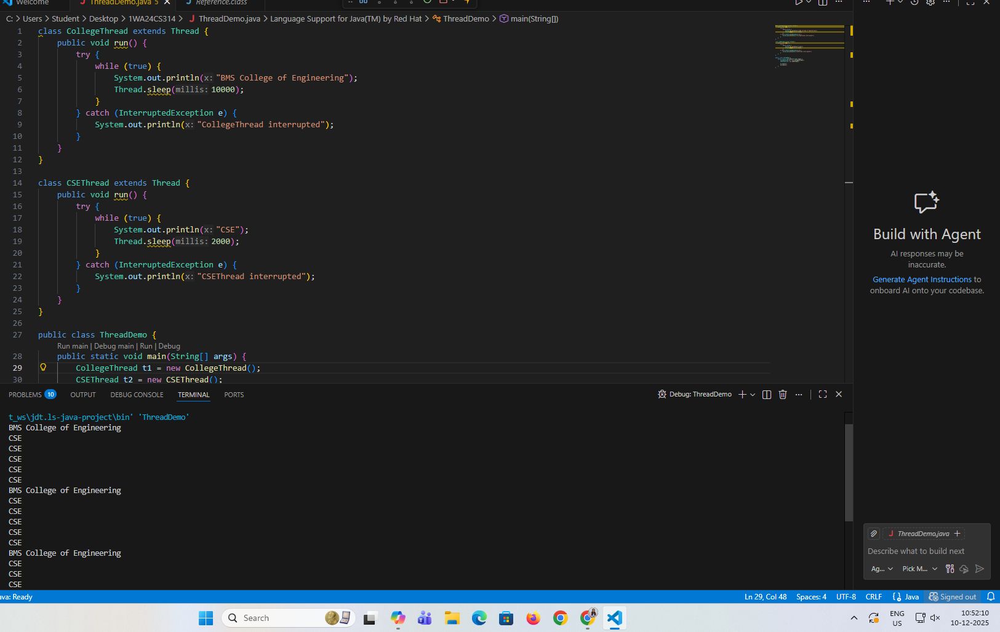 Welcome
ThreadDemo.java 5
Reference.class
C: > Users > Student > Desktop > 1WA24CS314 > J ThreadDemo.java > Language Support for Java(TM) by Red Hat > ThreadDemo > main(String[])
1 class CollegeThread extends Thread {
2 public void run() {
3 try {
4 while (true) {
5 System.out.println(x: "BMS College of Engineering");
6 Thread.sleep(millis: 10000);
7 }
8 } catch (InterruptedException e) {
9 System.out.println(x: "CollegeThread interrupted");
10 }
11 }
12 }
13
14 class CSEThread extends Thread {
15 public void run() {
16 try {
17 while (true) {
18 System.out.println(x: "CSE");
19 Thread.sleep(millis: 2000);
20 }
21 } catch (InterruptedException e) {
22 System.out.println(x: "CSEThread interrupted");
23 }
24 }
25 }
26
27 public class ThreadDemo {
Run main | Debug main | Run | Debug
28 public static void main(String[] args) {
29 CollegeThread t1 = new CollegeThread();
30 CSEThread t2 = new CSEThread();
PROBLEMS 10 OUTPUT DEBUG CONSOLE TERMINAL PORTS
Debug: ThreadDemo
t_ws\jdt.ls-java-project\bin' 'ThreadDemo'
BMS College of Engineering
CSE
CSE
CSE
CSE
CSE
BMS College of Engineering
CSE
CSE
CSE
CSE
CSE
BMS College of Engineering
CSE
CSE
CSE
Build with Agent
AI responses may be
inaccurate.
Generate Agent Instructions to
onboard AI onto your codebase.
J ThreadDemo.java +
Describe what to build next
Ag... Pick M...
ava: Ready
Ln 29, Col 48 Spaces: 4 UTF-8 CRLF {} Java Signed out
Search
ENG
US
10:52:10
10-12-2025